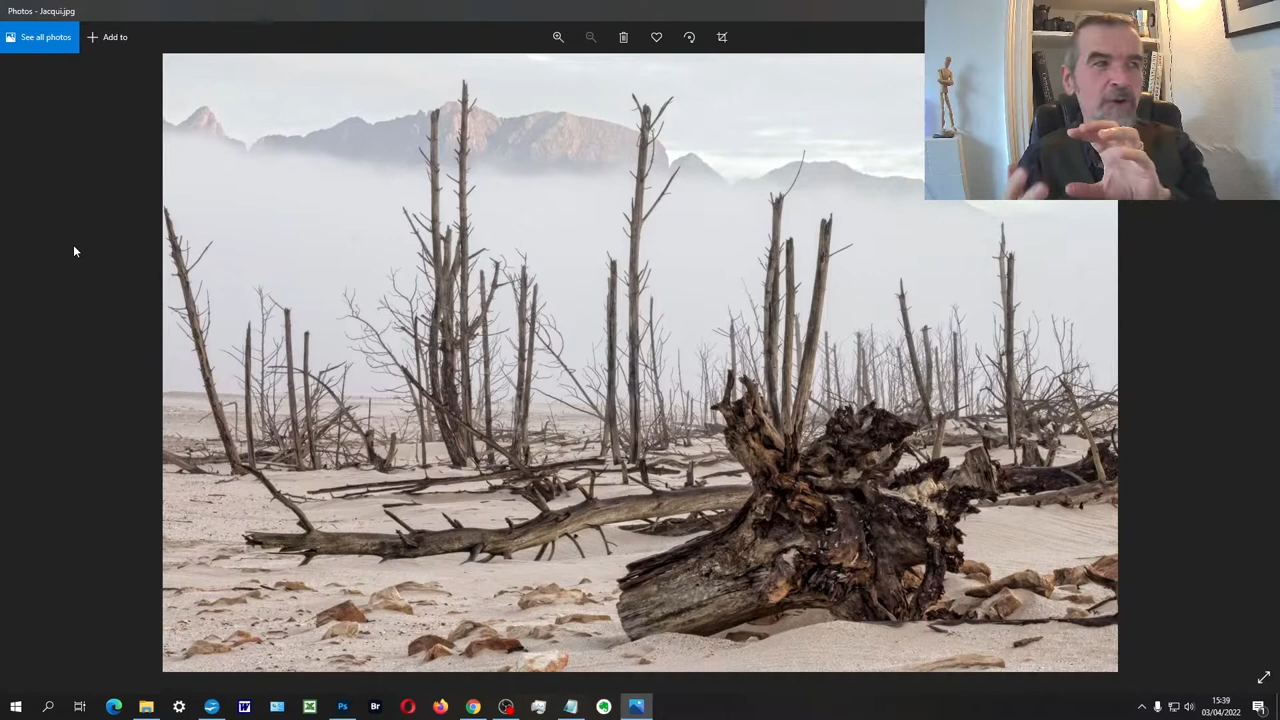 Photos - Jacqui.jpg
See all photos
Add to
15:39
03/04/2022